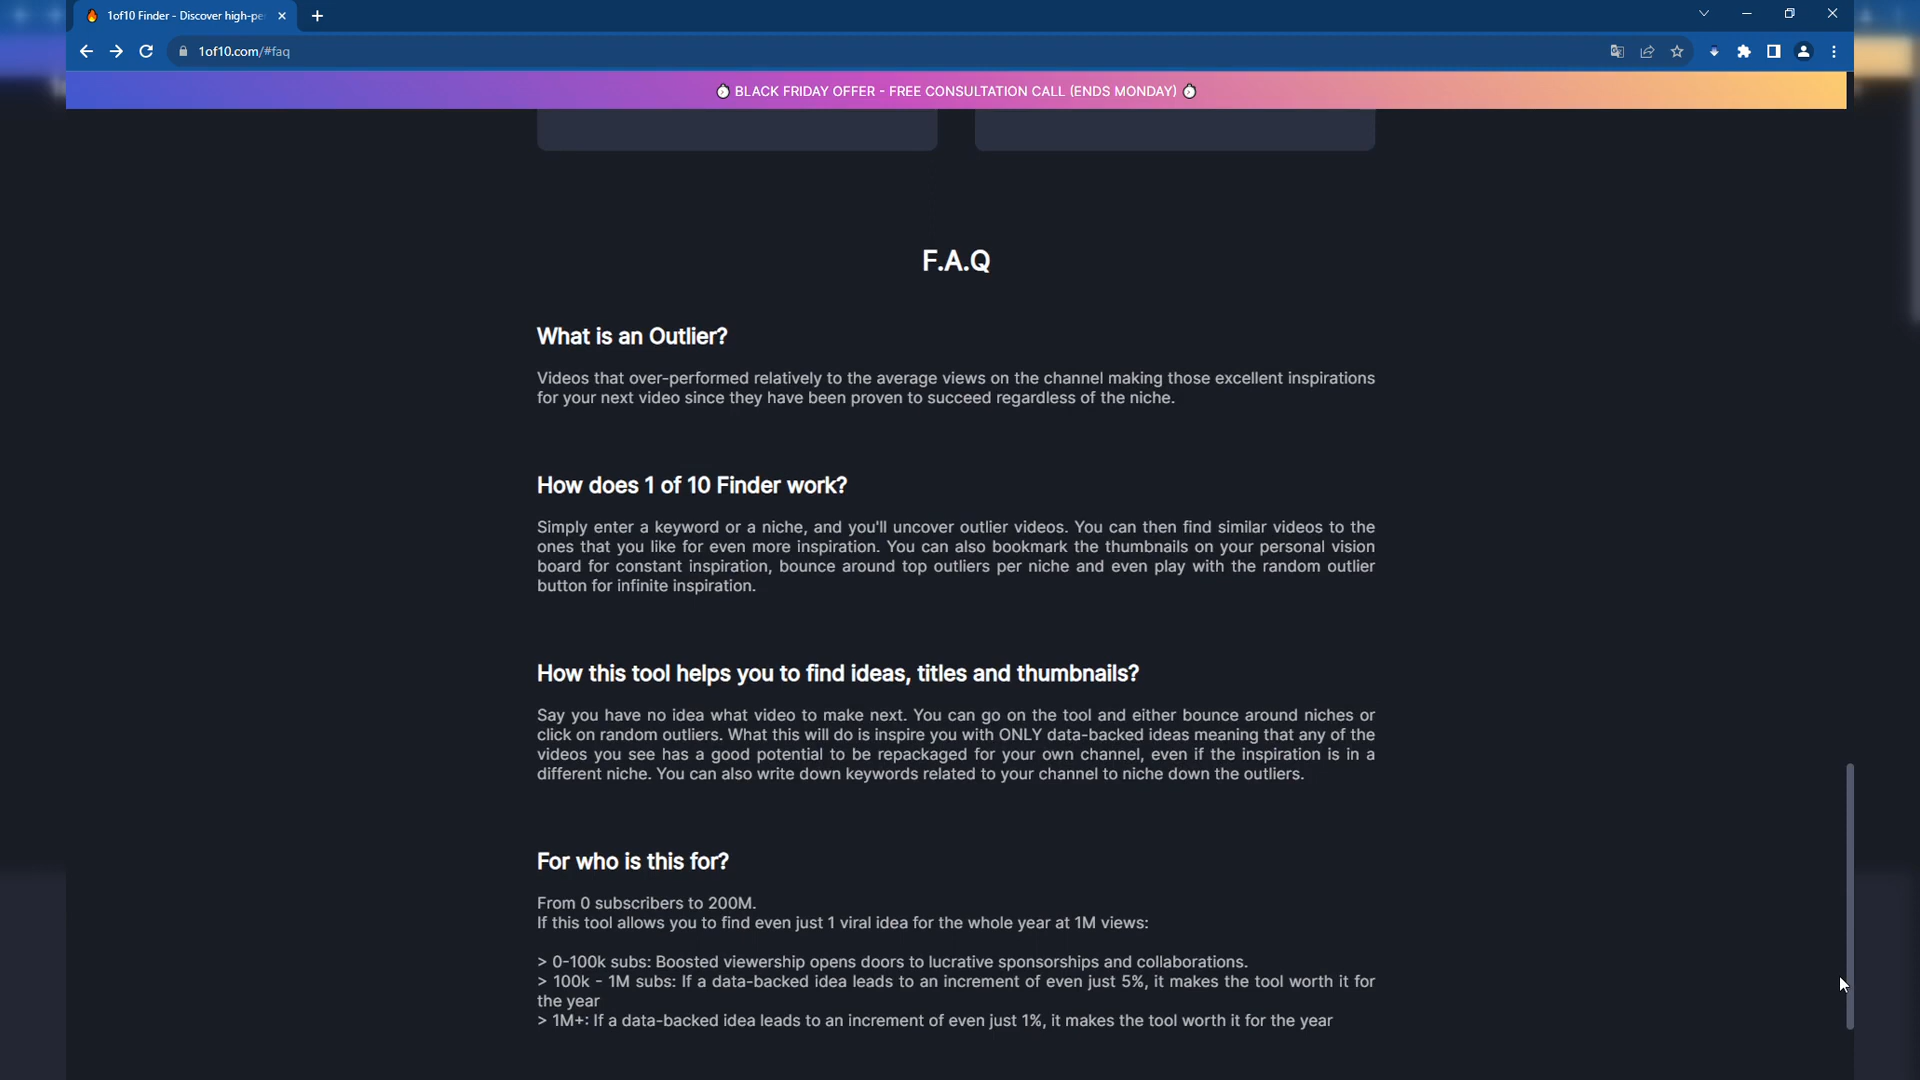 1of10 Finder - Discover high-pe
1of10.com/#faq
BLACK FRIDAY OFFER - FREE CONSULTATION CALL (ENDS MONDAY)
F.A.Q
What is an Outlier?
Videos that over-performed relatively to the average views on the channel making those excellent inspirations
for your next video since they have been proven to succeed regardless of the niche.
How does 1 of 10 Finder work?
Simply enter a keyword or a niche, and you'll uncover outlier videos. You can then find similar videos to the
ones that you like for even more inspiration. You can also bookmark the thumbnails on your personal vision
board for constant inspiration, bounce around top outliers per niche and even play with the random outlier
button for infinite inspiration.
How this tool helps you to find ideas, titles and thumbnails?
Say you have no idea what video to make next. You can go on the tool and either bounce around niches or
click on random outliers. What this will do is inspire you with ONLY data-backed ideas meaning that any of the
videos you see has a good potential to be repackaged for your own channel, even if the inspiration is in a
different niche. You can also write down keywords related to your channel to niche down the outliers.
For who is this for?
From 0 subscribers to 200M.
If this tool allows you to find even just 1 viral idea for the whole year at 1M views:
> 0-100k subs: Boosted viewership opens doors to lucrative sponsorships and collaborations.
> 100k - 1M subs: If a data-backed idea leads to an increment of even just 5%, it makes the tool worth it for
the year
> 1M+: If a data-backed idea leads to an increment of even just 1%, it makes the tool worth it for the year